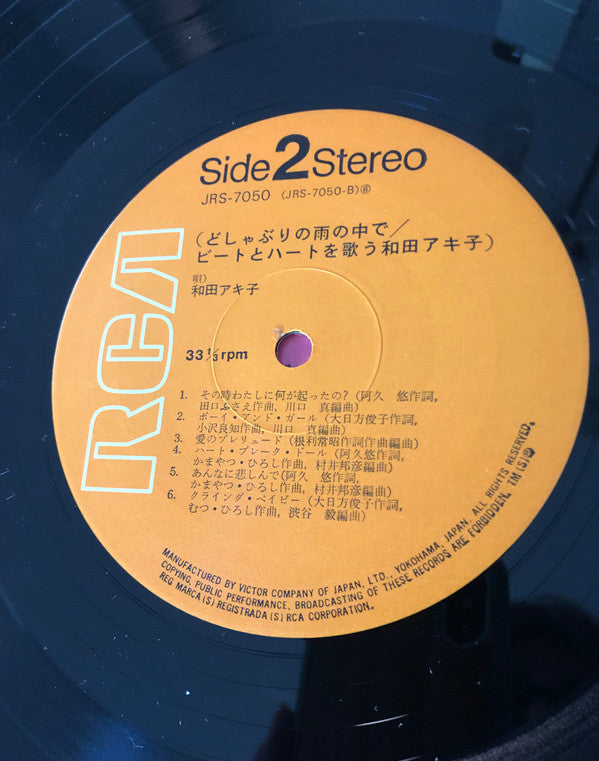 Side 2 Stereo
JRS-7050 (JRS-7050-B)⑥
(どしゃぶりの雨の中で/
ビートとハートを歌う和田アキ子)
唄)
和田アキ子
RCA
33⅓rpm
1. その時わたしに何が起ったの?(阿久 悠作詞,
田口ふさえ作曲, 川口 真編曲)
2. ボーイ・アンド・ガール(大日方俊子作詞,
小沢良知作曲, 川口 真編曲)
3. 愛のプレリュード(根利常昭作詞作曲編曲)
4. ハート・ブレーク・ドール(阿久悠作詞,
かまやつ・ひろし作曲, 村井邦彦編曲)
5. あんなに悲しんで(阿久 悠作詞,
かまやつ・ひろし作曲, 村井邦彦編曲)
6. クライング・ベイビー(大日方俊子作詞,
むつ・ひろし作曲, 渋谷 毅編曲)
MANUFACTURED BY VICTOR COMPANY OF JAPAN, LTD., YOKOHAMA, JAPAN. ALL RIGHTS RESERVED.
COPYING, PUBLIC PERFORMANCE, BROADCASTING OF THESE RECORDS ARE FORBIDDEN. TM(S)®
REG MARCA(S) REGISTRADA(S) RCA CORPORATION.